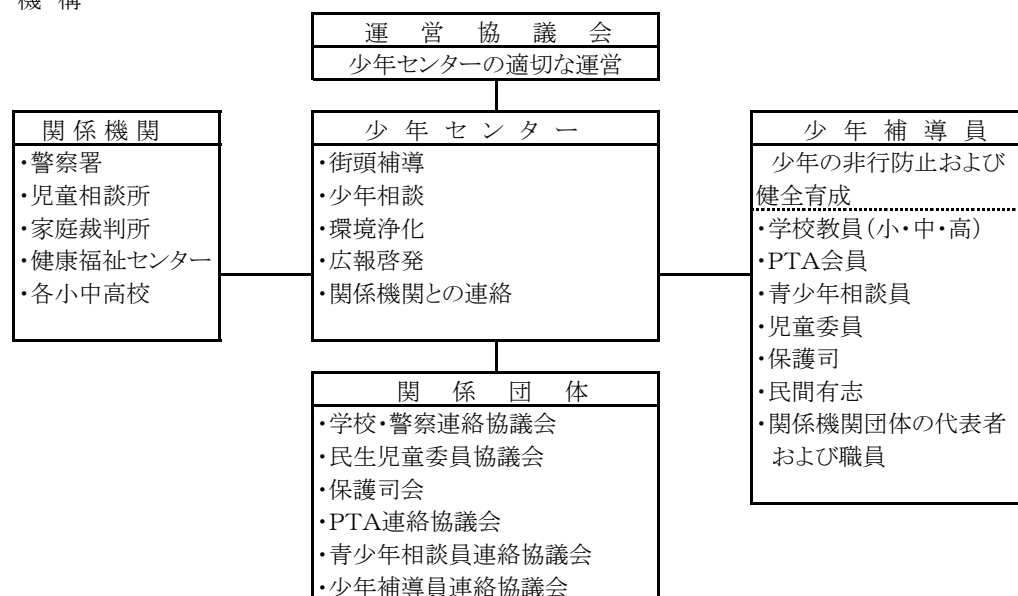 機 構
運 営 協 議 会
少年センターの適切な運営
関係機関
・警察署
・児童相談所
・家庭裁判所
・健康福祉センター
・各小中高校
少年センター
・街頭補導
・少年相談
・環境浄化
・広報啓発
・関係機関との連絡
少年補導員
少年の非行防止および
健全育成
・学校教員(小・中・高)
・PTA会員
・青少年相談員
・児童委員
・保護司
・民間有志
・関係機関団体の代表者
および職員
関 係 団 体
・学校・警察連絡協議会
・民生児童委員協議会
・保護司会
・PTA連絡協議会
・青少年相談員連絡協議会
・少年補導員連絡協議会